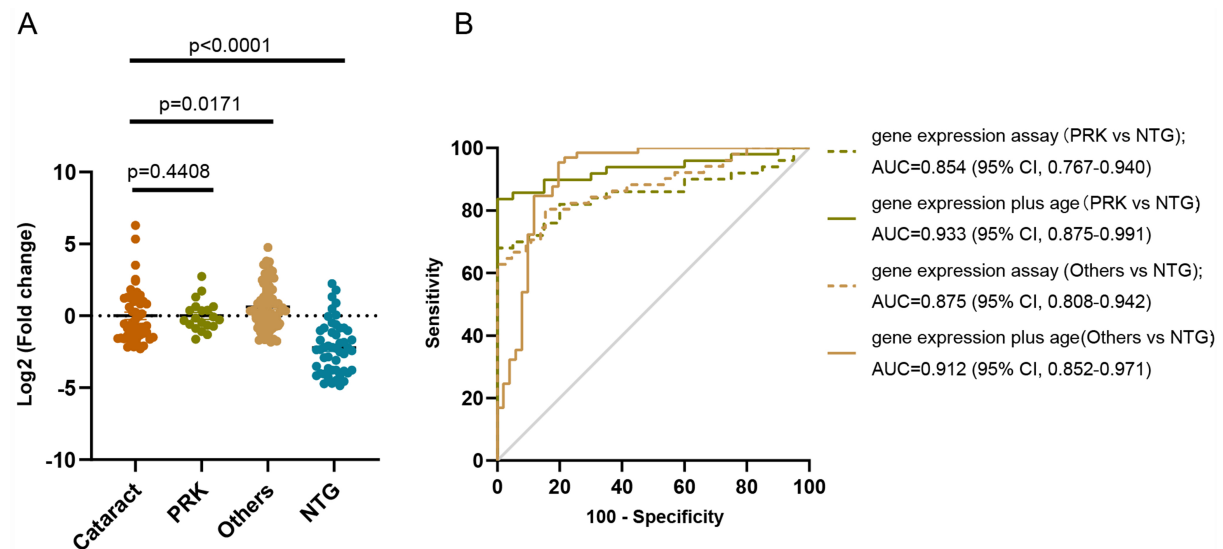 A
p<0.0001
p=0.0171
p=0.4408
10
5
0
-5
-10
Log2 (Fold change)
Cataract
PRK
Others
NTG
B
100
80
60
40
20
0
Sensitivity
0 20 40 60 80 100
100 - Specificity
gene expression assay (PRK vs NTG);
AUC=0.854 (95% CI, 0.767-0.940)
gene expression plus age (PRK vs NTG)
AUC=0.933 (95% CI, 0.875-0.991)
gene expression assay (Others vs NTG);
AUC=0.875 (95% CI, 0.808-0.942)
gene expression plus age(Others vs NTG)
AUC=0.912 (95% CI, 0.852-0.971)